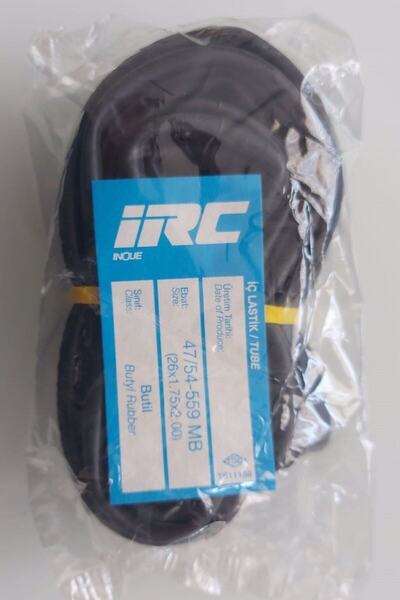 iRC
INOUE
İÇ LASTİK / TUBE
Üretim Tarihi:
Date of Produce:
Ebat:
Size:
47/54-559 MB
(26x1.75x2.00)
Sınıf:
Class:
Butil
Butyl Rubber